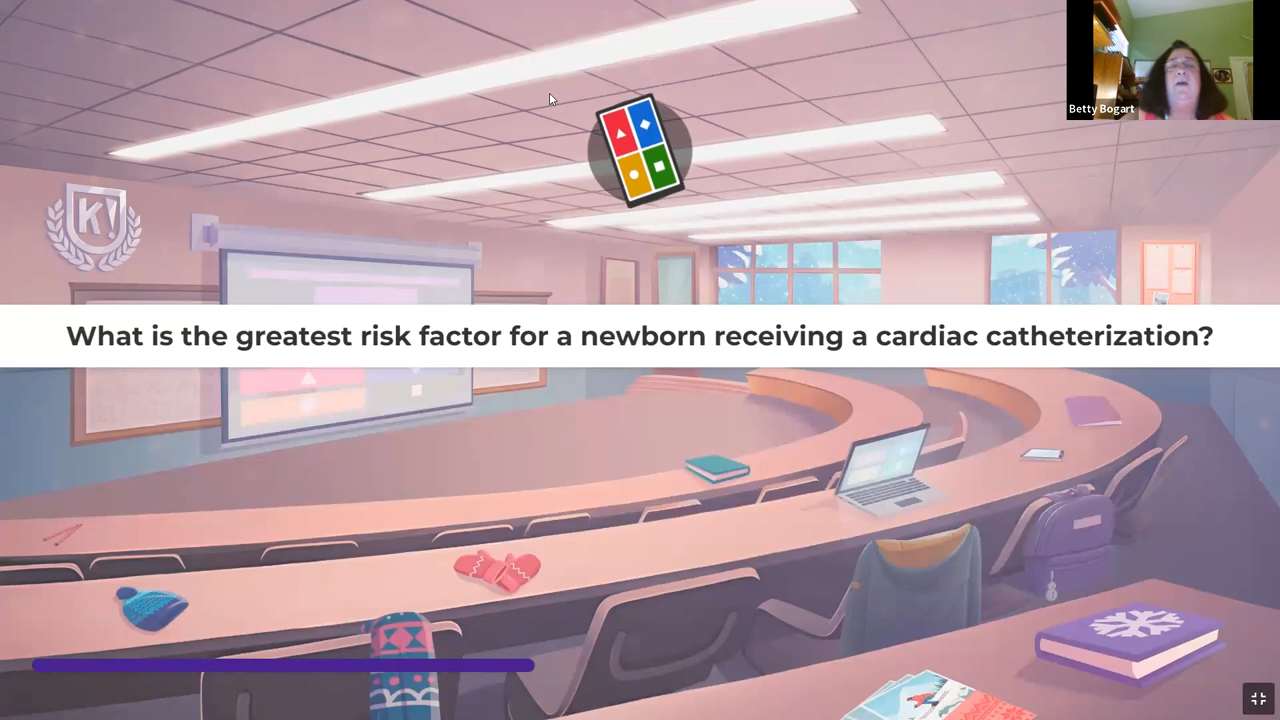 Betty Bogart
K!
What is the greatest risk factor for a newborn receiving a cardiac catheterization?